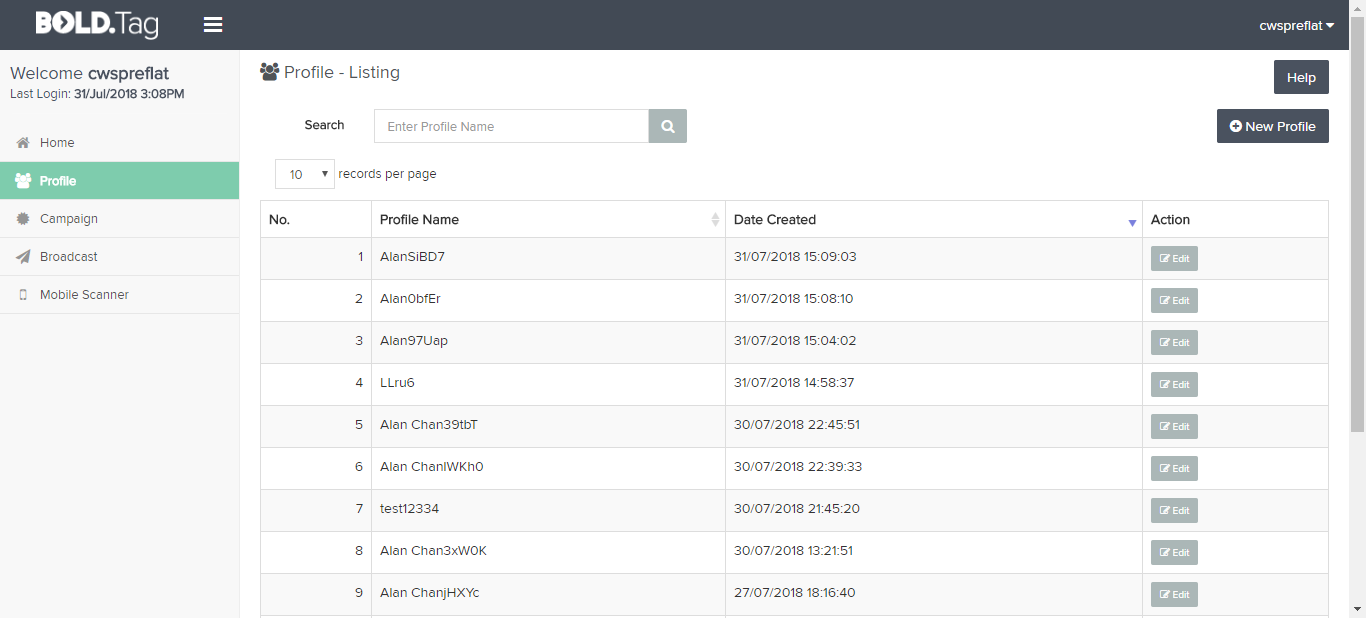 BOLD.Tag
cwspreflat
Welcome cwspreflat
Last Login: 31/Jul/2018 3:08PM
Home
Profile
Campaign
Broadcast
Mobile Scanner
Profile - Listing
Help
Search Enter Profile Name
New Profile
10 records per page
No. Profile Name Date Created Action
1 AlanSiBD7 31/07/2018 15:09:03 Edit
2 Alan0bfEr 31/07/2018 15:08:10 Edit
3 Alan97Uap 31/07/2018 15:04:02 Edit
4 LLru6 31/07/2018 14:58:37 Edit
5 Alan Chan39tbT 30/07/2018 22:45:51 Edit
6 Alan ChanlWKh0 30/07/2018 22:39:33 Edit
7 test12334 30/07/2018 21:45:20 Edit
8 Alan Chan3xW0K 30/07/2018 13:21:51 Edit
9 Alan ChanjHXYc 27/07/2018 18:16:40 Edit